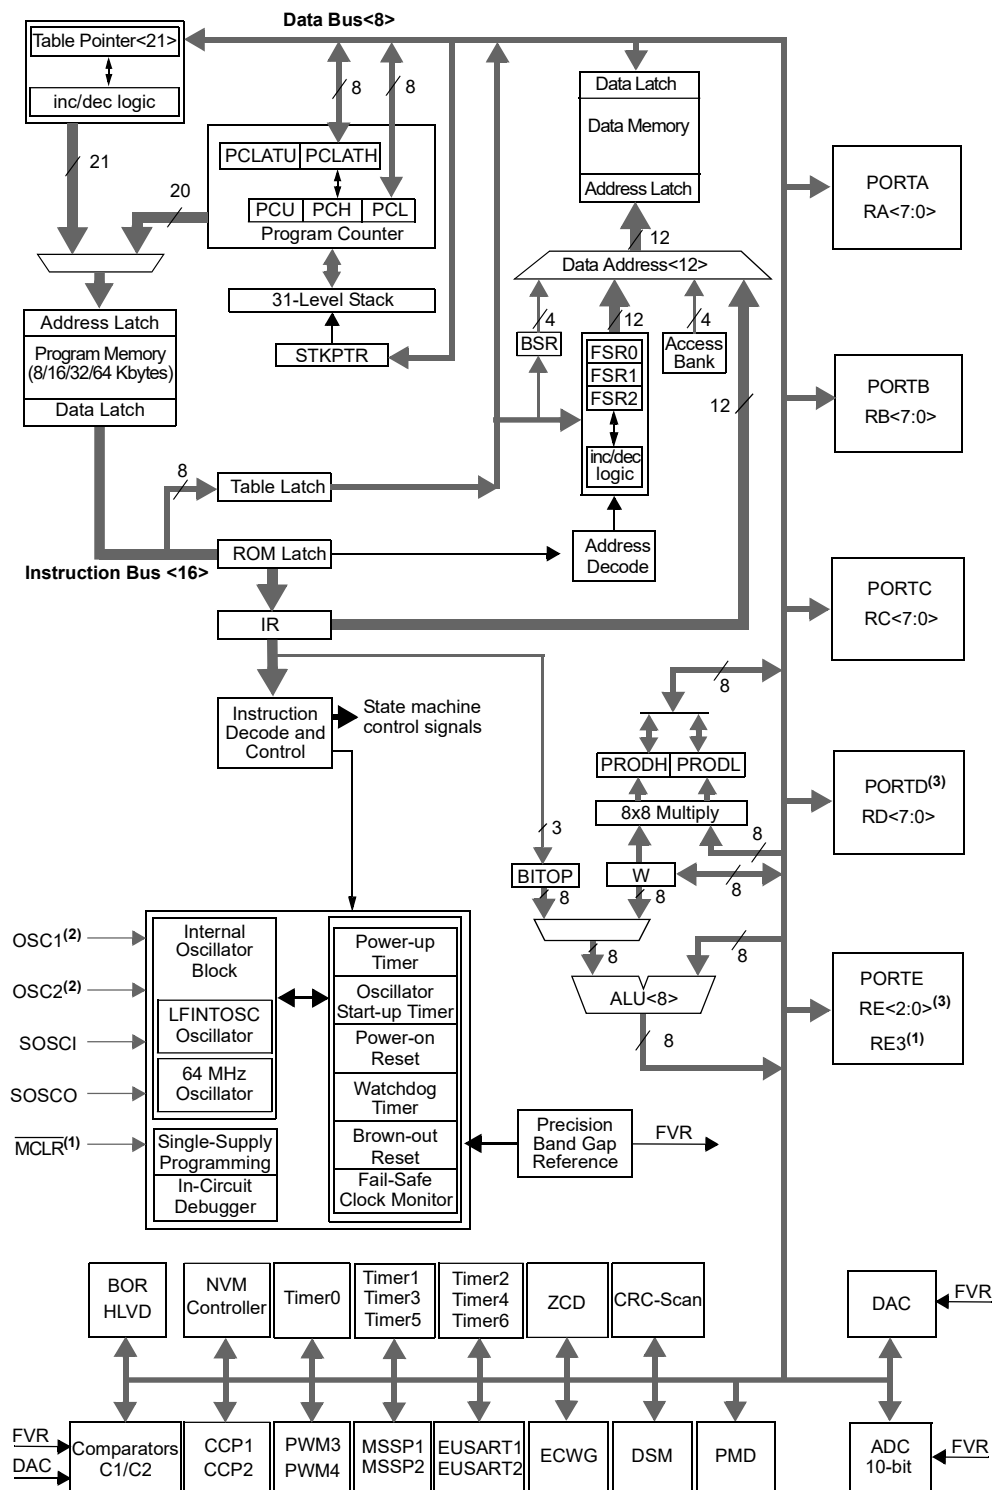 Data Bus<8>
Table Pointer<21>
inc/dec logic
21
20
8
8
PCLATU
PCLATH
PCU
PCH
PCL
Program Counter
31-Level Stack
STKPTR
Data Latch
Data Memory
Address Latch
12
Data Address<12>
4
12
4
BSR
FSR0
FSR1
FSR2
inc/dec
logic
Access
Bank
12
Address
Decode
Address Latch
Program Memory
(8/16/32/64 Kbytes)
Data Latch
8
Table Latch
ROM Latch
Instruction Bus <16>
IR
Instruction
Decode and
Control
State machine
control signals
8
PRODH
PRODL
8x8 Multiply
3
8
BITOP
W
8
8
8
8
8
ALU<8>
8
PORTA
RA<7:0>
PORTB
RB<7:0>
PORTC
RC<7:0>
PORTD(3)
RD<7:0>
PORTE
RE<2:0>(3)
RE3(1)
OSC1(2)
OSC2(2)
SOSCI
SOSCO
MCLR(1)
Internal
Oscillator
Block
LFINTOSC
Oscillator
64 MHz
Oscillator
Single-Supply
Programming
In-Circuit
Debugger
Power-up
Timer
Oscillator
Start-up Timer
Power-on
Reset
Watchdog
Timer
Brown-out
Reset
Fail-Safe
Clock Monitor
Precision
Band Gap
Reference
FVR
BOR
HLVD
NVM
Controller
Timer0
Timer1
Timer3
Timer5
Timer2
Timer4
Timer6
ZCD
CRC-Scan
DAC
FVR
FVR
DAC
Comparators
C1/C2
CCP1
CCP2
PWM3
PWM4
MSSP1
MSSP2
EUSART1
EUSART2
ECWG
DSM
PMD
ADC
10-bit
FVR